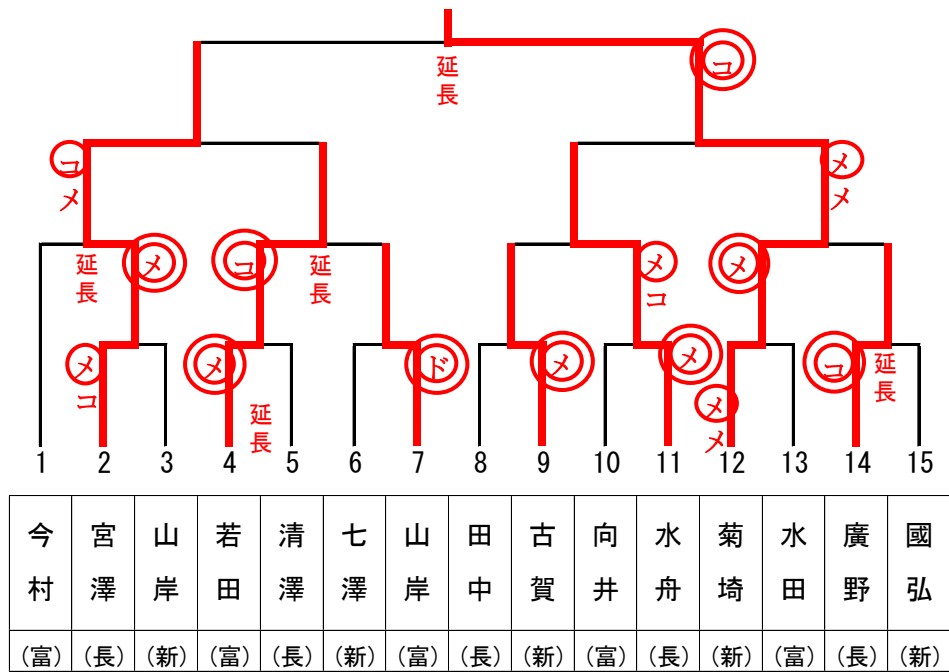 延長
コ
コメ
メメ
延長
メ
コ
延長
メコ
メ
メコ
メ
延長
ド
メ
メ
メメ
コ
延長
1 2 3 4 5 6 7 8 9 10 11 12 13 14 15
今村 宮澤 山岸 若田 清澤 七澤 山岸 田中 古賀 向井 水舟 菊埼 水田 廣野 國弘
(富) (長) (新) (富) (長) (新) (富) (長) (新) (富) (長) (新) (富) (長) (新)